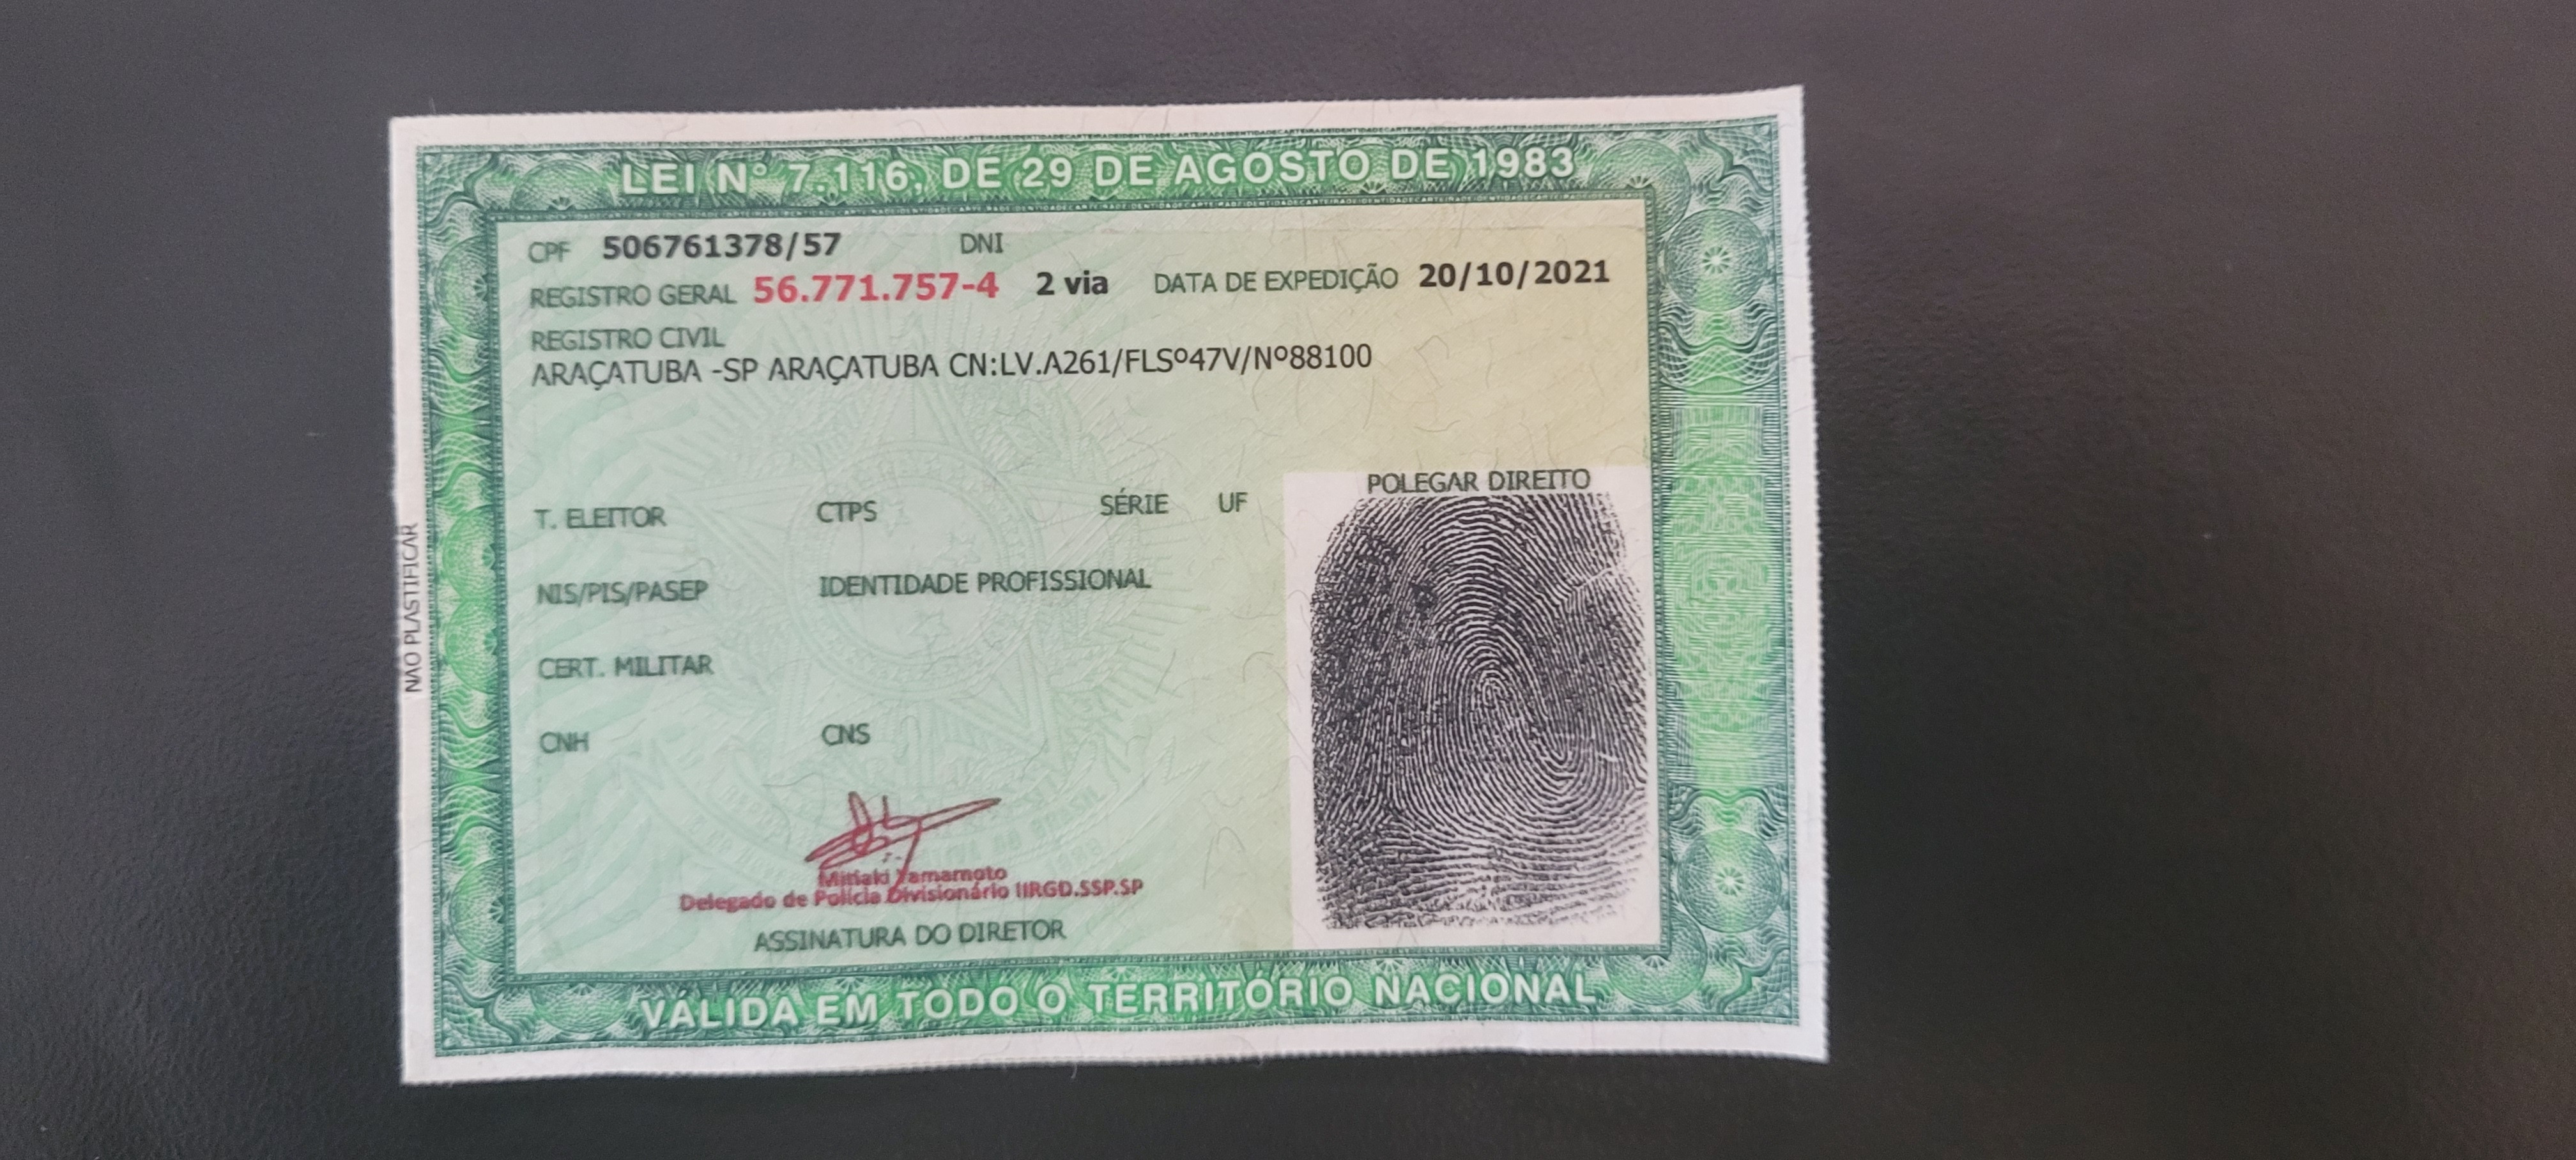 LEI Nº 7.116, DE 29 DE AGOSTO DE 1983
CPF 506761378/57 DNI
REGISTRO GERAL 56.771.757-4 2 via DATA DE EXPEDIÇÃO 20/10/2021
REGISTRO CIVIL
ARAÇATUBA -SP ARAÇATUBA CN:LV.A261/FLSº47V/Nº88100
POLEGAR DIREITO
T. ELEITOR CTPS SÉRIE UF
NIS/PIS/PASEP IDENTIDADE PROFISSIONAL
CERT. MILITAR
CNH CNS
Mitiaki Yamamoto
Delegado de Polícia Divisionário IIRGD.SSP.SP
ASSINATURA DO DIRETOR
VÁLIDA EM TODO O TERRITÓRIO NACIONAL
NÃO PLASTIFICAR